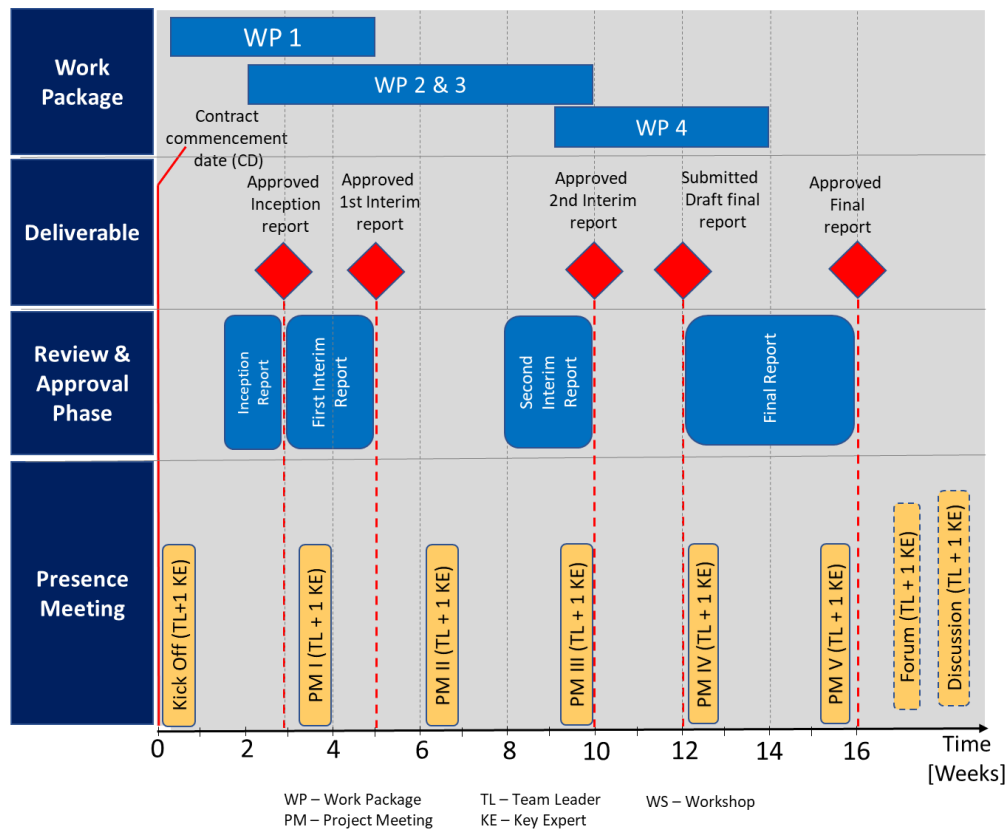 Work
Package
WP 1
WP 2 & 3
WP 4
Contract
commencement
date (CD)
Deliverable
Approved
Inception
report
Approved
1st Interim
report
Approved
2nd Interim
report
Submitted
Draft final
report
Approved
Final
report
Review &
Approval
Phase
Inception
Report
First Interim
Report
Second
Interim
Report
Final Report
Presence
Meeting
Kick Off (TL+1 KE)
PM I (TL + 1 KE)
PM II (TL + 1 KE)
PM III (TL + 1 KE)
PM IV (TL + 1 KE)
PM V (TL + 1 KE)
Forum (TL + 1 KE)
Discussion (TL + 1 KE)
0 2 4 6 8 10 12 14 16
Time
[Weeks]
WP – Work Package
PM – Project Meeting
TL – Team Leader
KE – Key Expert
WS – Workshop